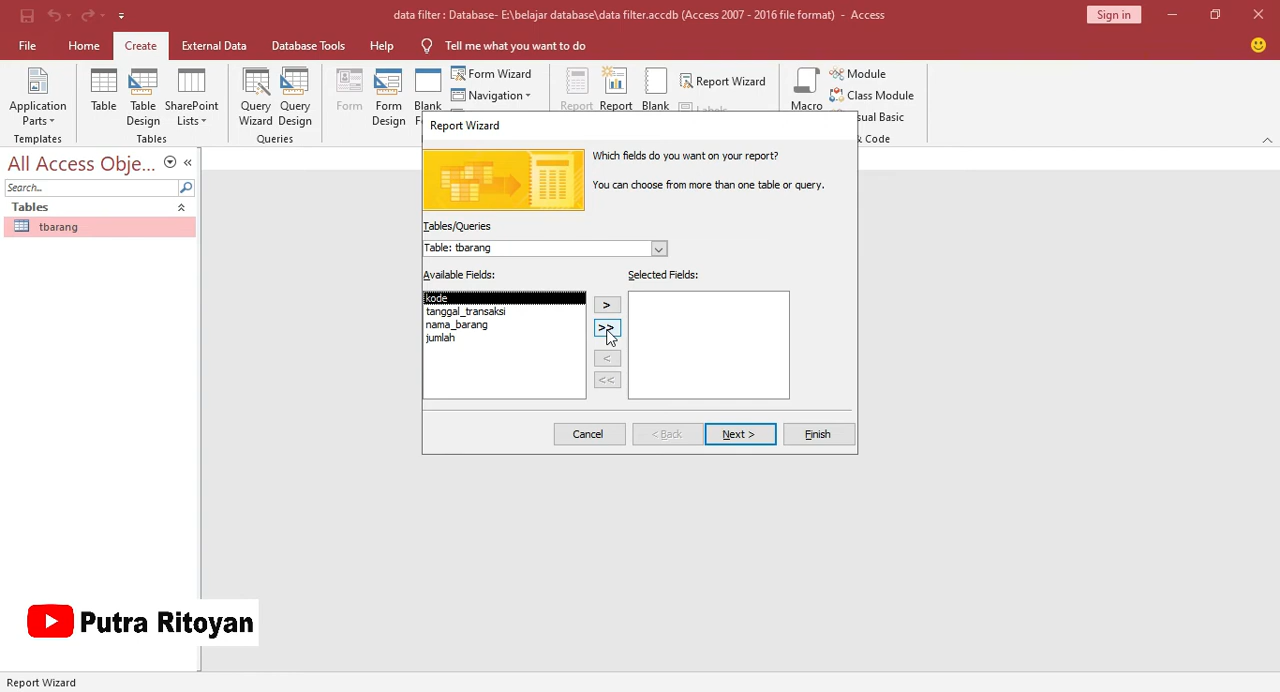 data filter : Database- E:\belajar database\data filter.accdb (Access 2007 - 2016 file format) - Access
Sign in
File Home Create External Data Database Tools Help Tell me what you want to do
Application Parts
Table
Table Design
SharePoint Lists
Query Wizard
Query Design
Form
Form Design
Blank
Form Wizard
Navigation
Report
Report
Blank
Report Wizard
Labels
Macro
Module
Class Module
sual Basic
Templates Tables Queries & Code
All Access Obje... «
Search...
Tables
tbarang
Report Wizard
Which fields do you want on your report?
You can choose from more than one table or query.
Tables/Queries
Table: tbarang
Available Fields:
Selected Fields:
kode
tanggal_transaksi
nama_barang
jumlah
>
>>
<
<<
Cancel < Back Next > Finish
Putra Ritoyan
Report Wizard